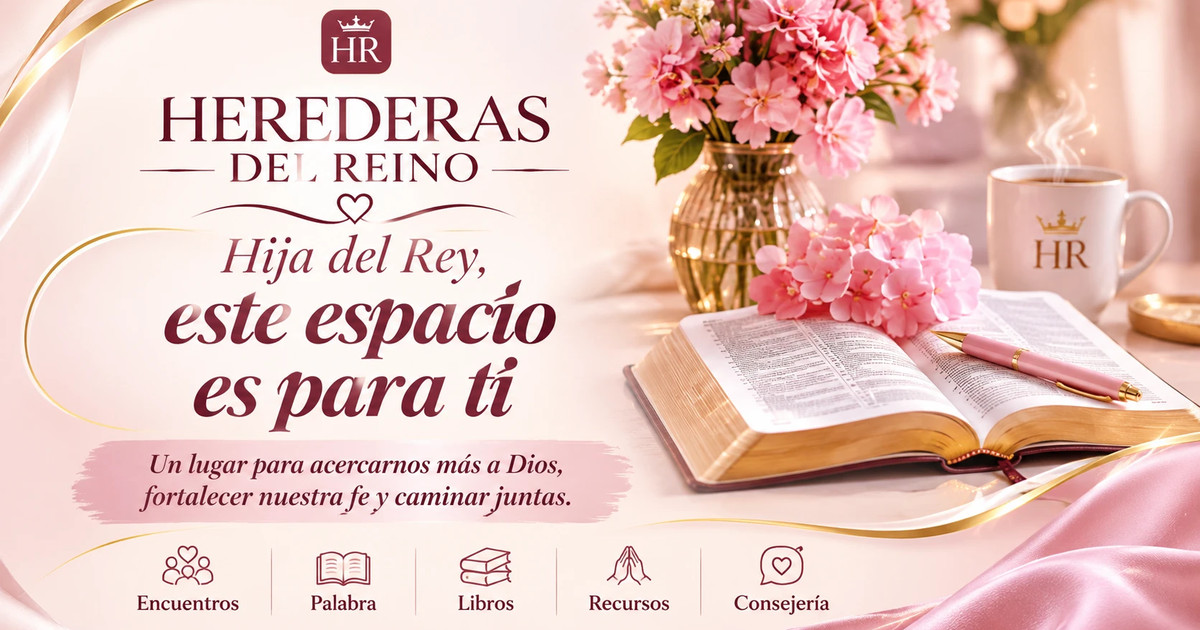 HR
HEREDERAS
DEL REINO
Hija del Rey,
este espacio
es para ti
Un lugar para acercarnos más a Dios,
fortalecer nuestra fe y caminar juntas.
Encuentros
Palabra
Libros
Recursos
Consejería
HR